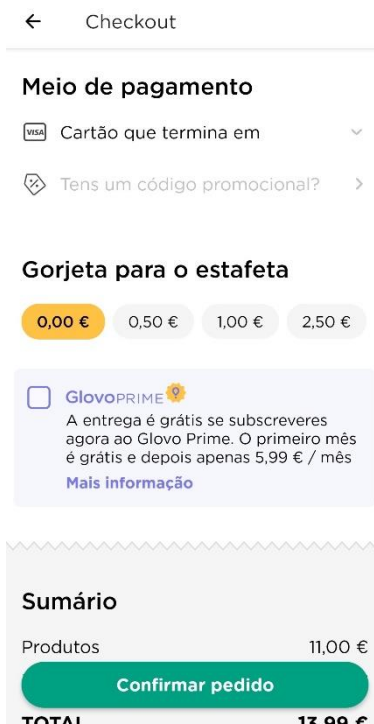 Checkout
Meio de pagamento
VISA Cartão que termina em
Tens um código promocional?
Gorjeta para o estafeta
0,00 € 0,50 € 1,00 € 2,50 €
GlovoPRIME
A entrega é grátis se subscreveres
agora ao Glovo Prime. O primeiro mês
é grátis e depois apenas 5,99 € / mês
Mais informação
Sumário
Produtos 11,00 €
Confirmar pedido
TOTAL 13,99 €